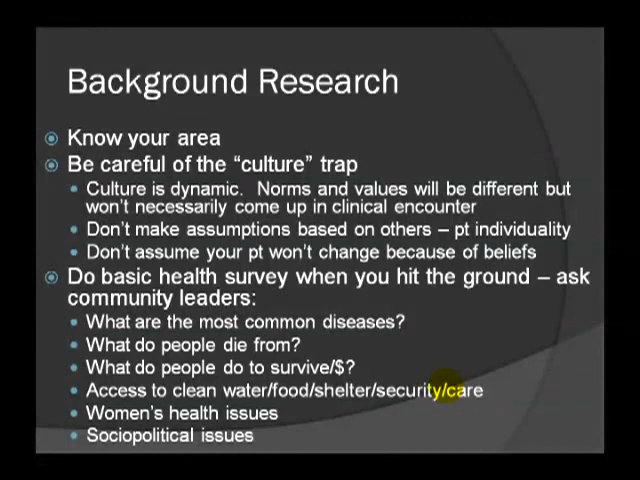 Background Research
Know your area
Be careful of the “culture” trap
Culture is dynamic.  Norms and values will be different but
won’t necessarily come up in clinical encounter
Don’t make assumptions based on others – pt individuality
Don’t assume your pt won’t change because of beliefs
Do basic health survey when you hit the ground – ask
community leaders:
What are the most common diseases?
What do people die from?
What do people do to survive/$?
Access to clean water/food/shelter/security/care
Women’s health issues
Sociopolitical issues